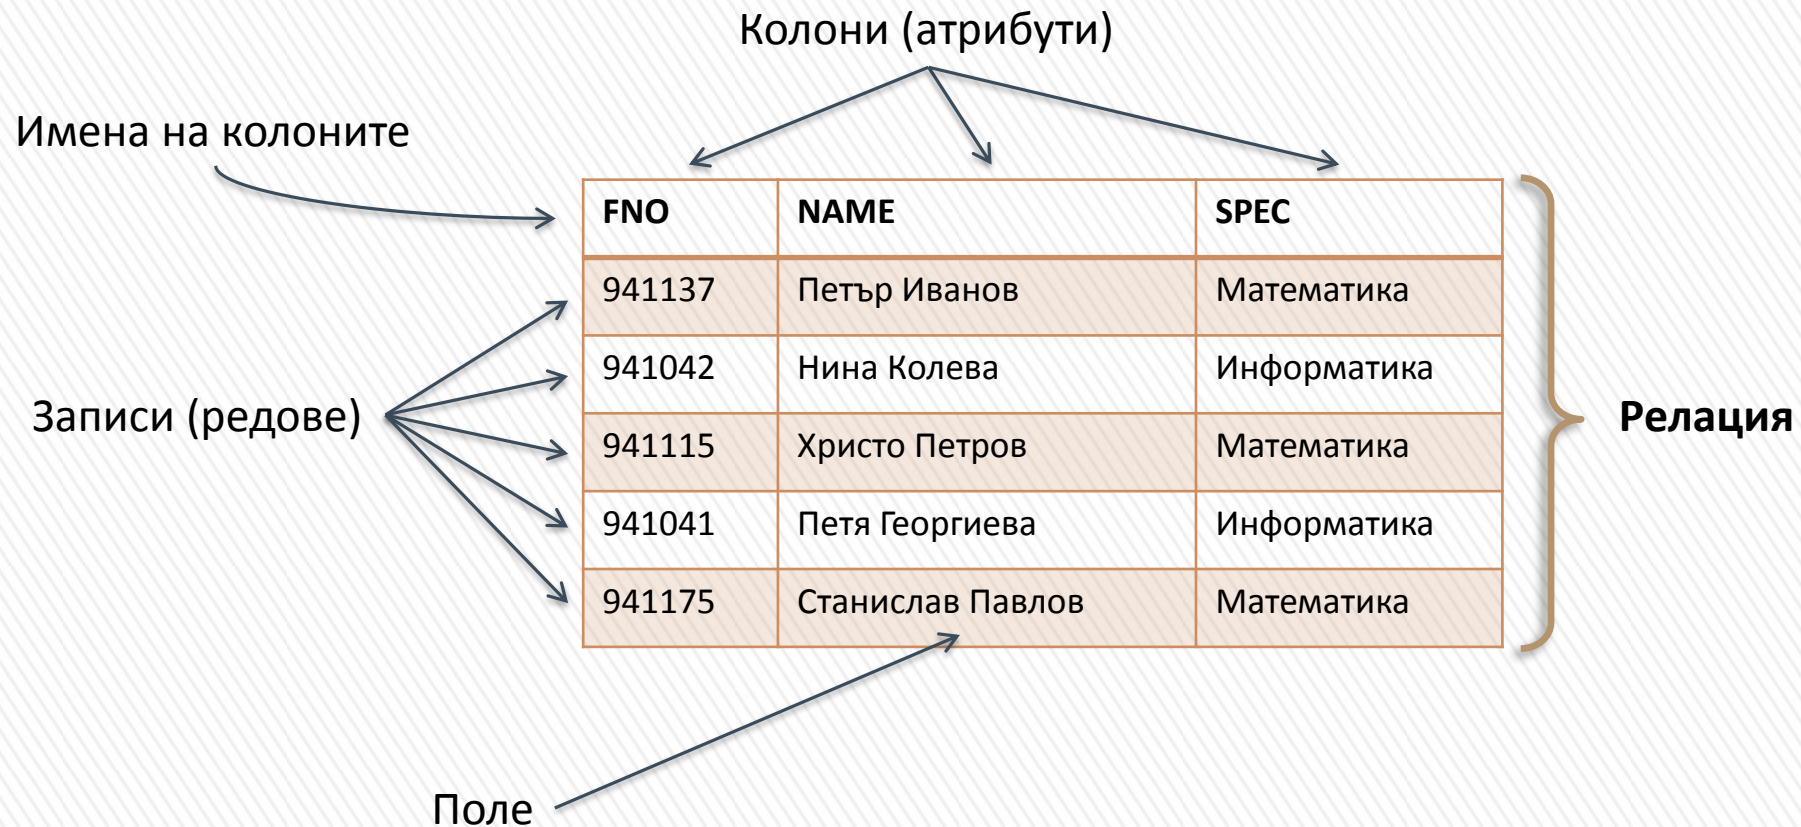 Колони (атрибути)
Имена на колоните
FNO NAME SPEC
941137 Петър Иванов Математика
941042 Нина Колева Информатика
Записи (редове)
941115 Христо Петров Математика
Релация
941041 Петя Георгиева Информатика
941175 Станислав Павлов Математика
Поле